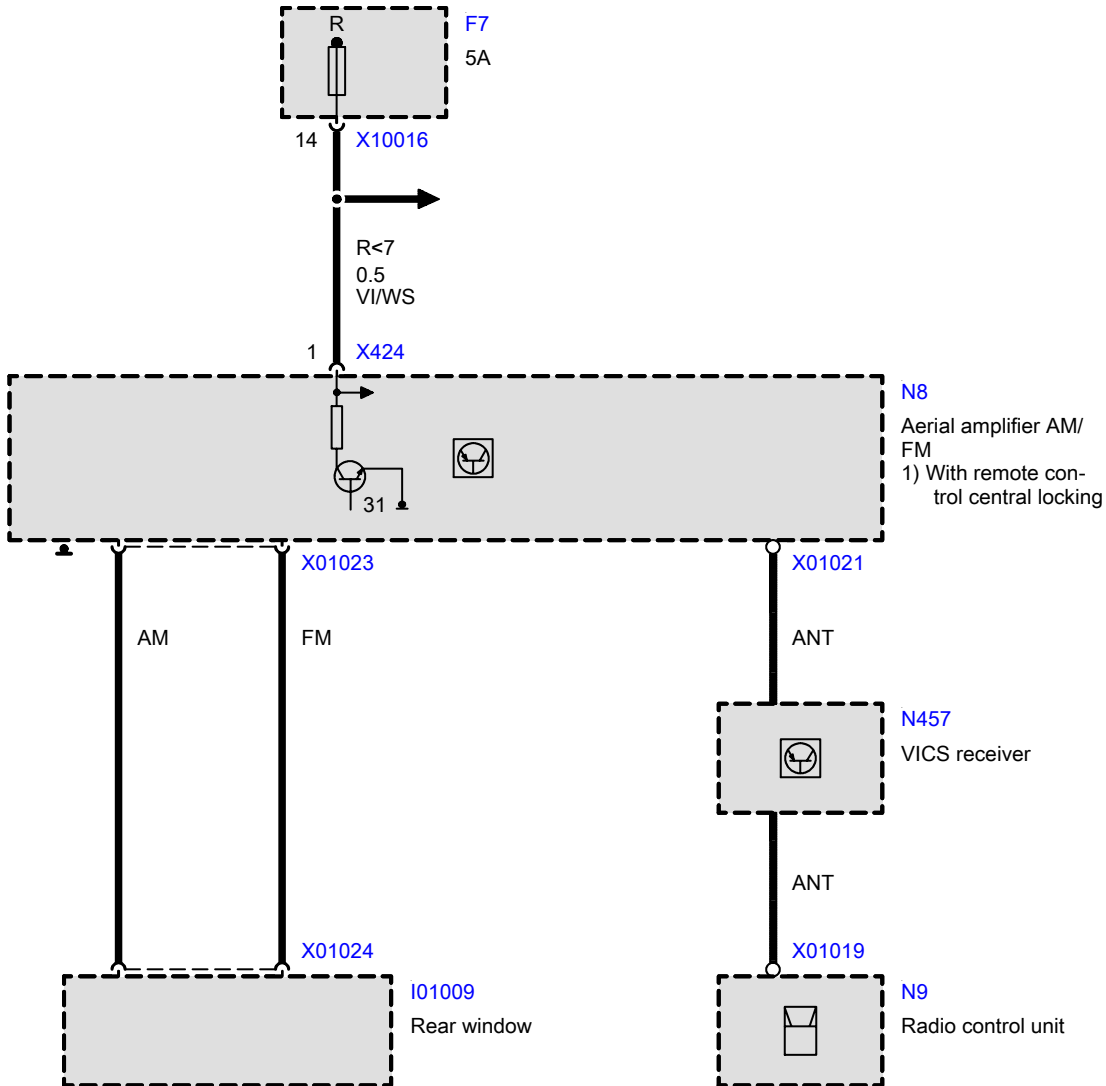 R
F7
5A
14
X10016
R<7
0.5
VI/WS
1
X424
N8
Aerial amplifier AM/
FM
1) With remote con-
trol central locking
31
X01023
X01021
AM
FM
ANT
N457
VICS receiver
ANT
X01024
X01019
I01009
Rear window
N9
Radio control unit